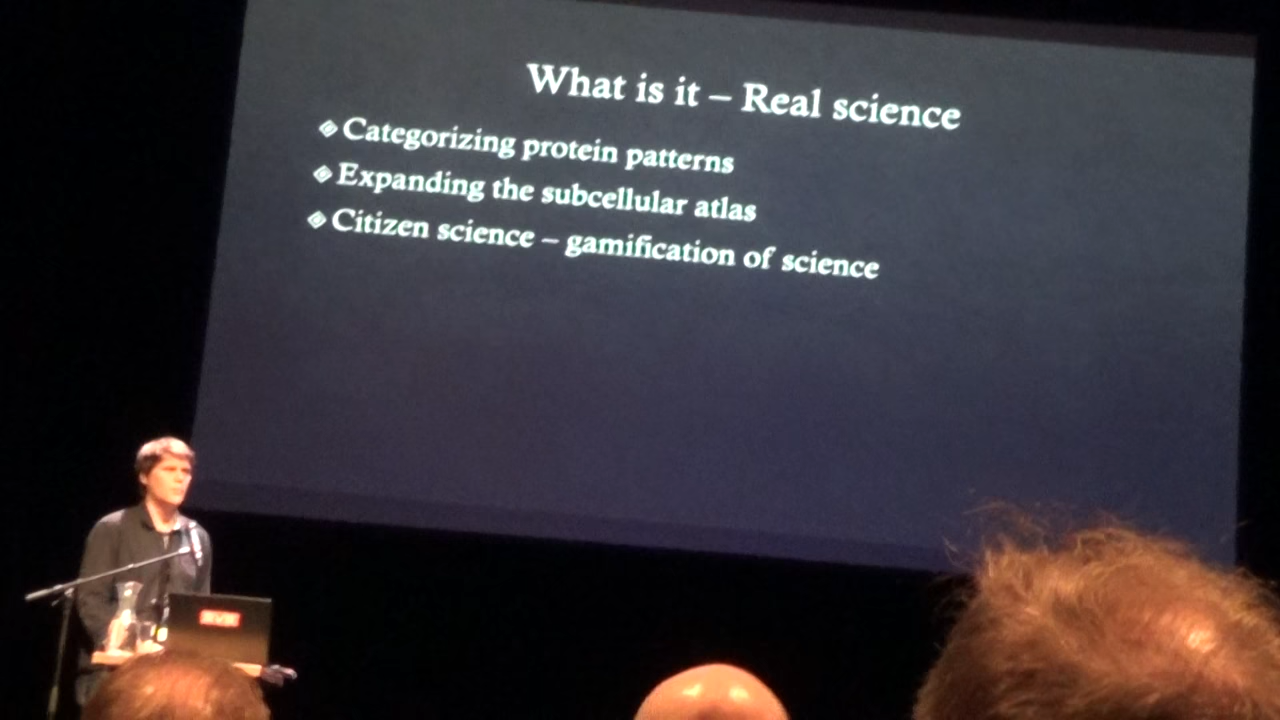 What is it – Real science
Categorizing protein patterns
Expanding the subcellular atlas
Citizen science – gamification of science